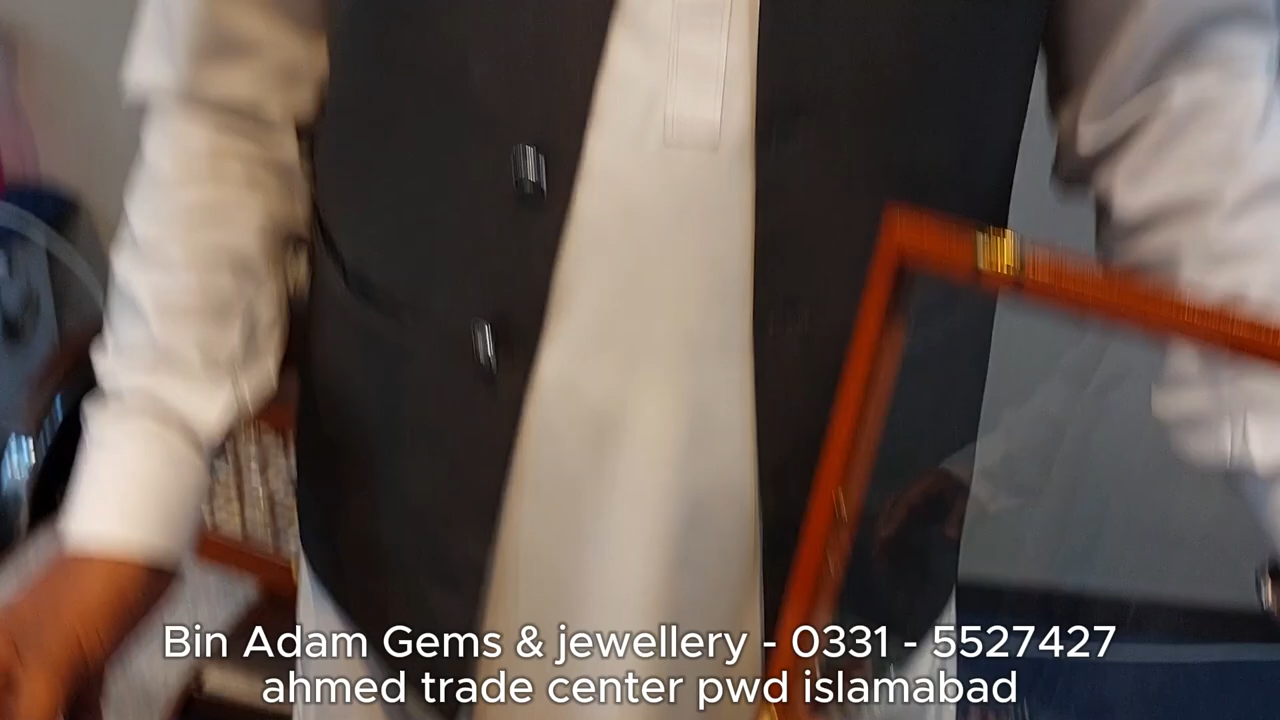 Bin Adam Gems & jewellery - 0331 - 5527427
ahmed trade center pwd islamabad